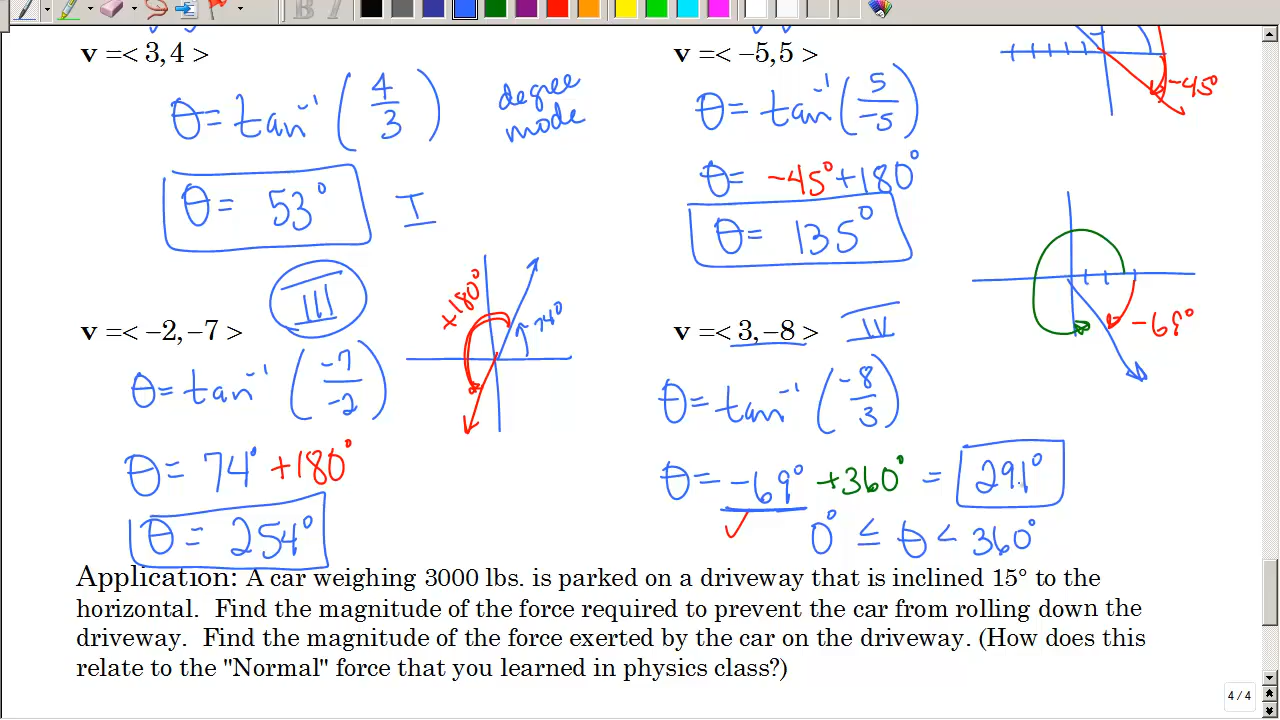 v =< 3,4 >
θ = tan⁻¹ (4/3)
degree
mode
θ = 53°
I
v =< −5,5 >
θ = tan⁻¹ (5/−5)
θ = −45° +180°
θ = 135°
−45°
v =< −2,−7 >
III
θ = tan⁻¹ (−7/−2)
θ = 74° +180°
θ = 254°
+180°
74°
v =< 3,−8 >
IV
θ = tan⁻¹ (−8/3)
θ = −69° +360° = 291°
0° ≤ θ < 360°
−69°
Application: A car weighing 3000 lbs. is parked on a driveway that is inclined 15° to the
horizontal. Find the magnitude of the force required to prevent the car from rolling down the
driveway. Find the magnitude of the force exerted by the car on the driveway. (How does this
relate to the "Normal" force that you learned in physics class?)
B I
4/4